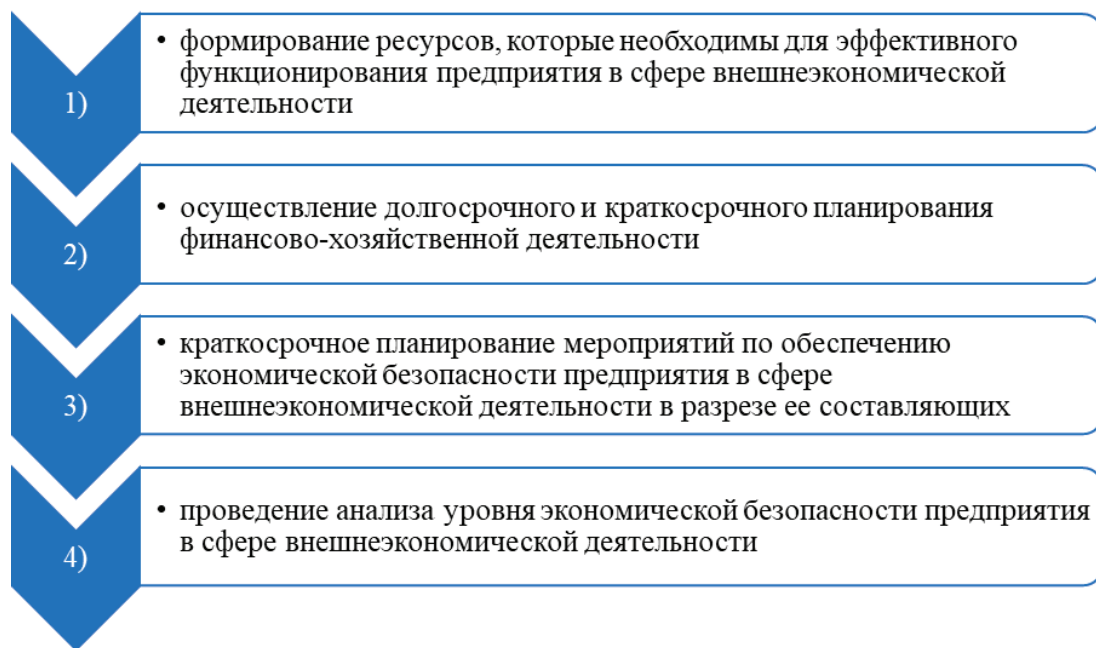 • формирование ресурсов, которые необходимы для эффективного
функционирования предприятия в сфере внешнеэкономической
1)
деятельности
• осуществление долгосрочного и краткосрочного планирования
финансово-хозяйственной деятельности
2)
• краткосрочное планирование мероприятий по обеспечению
экономической безопасности предприятия в сфере
3)
внешнеэкономической деятельности в разрезе ее составляющих
• проведение анализа уровня экономической безопасности предприятия
в сфере внешнеэкономической деятельности
4)